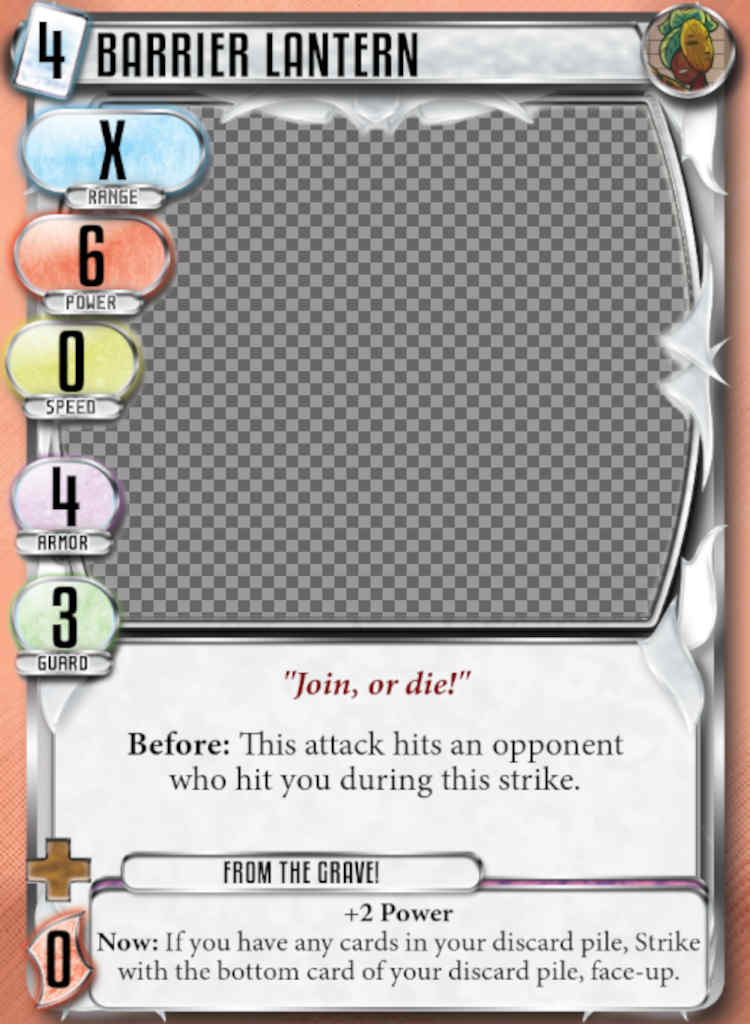 4 BARRIER LANTERN
X
RANGE
6
POWER
0
SPEED
4
ARMOR
3
GUARD
"Join, or die!"
Before: This attack hits an opponent
who hit you during this strike.
FROM THE GRAVE!
+2 Power
0
Now: If you have any cards in your discard pile, Strike
with the bottom card of your discard pile, face-up.